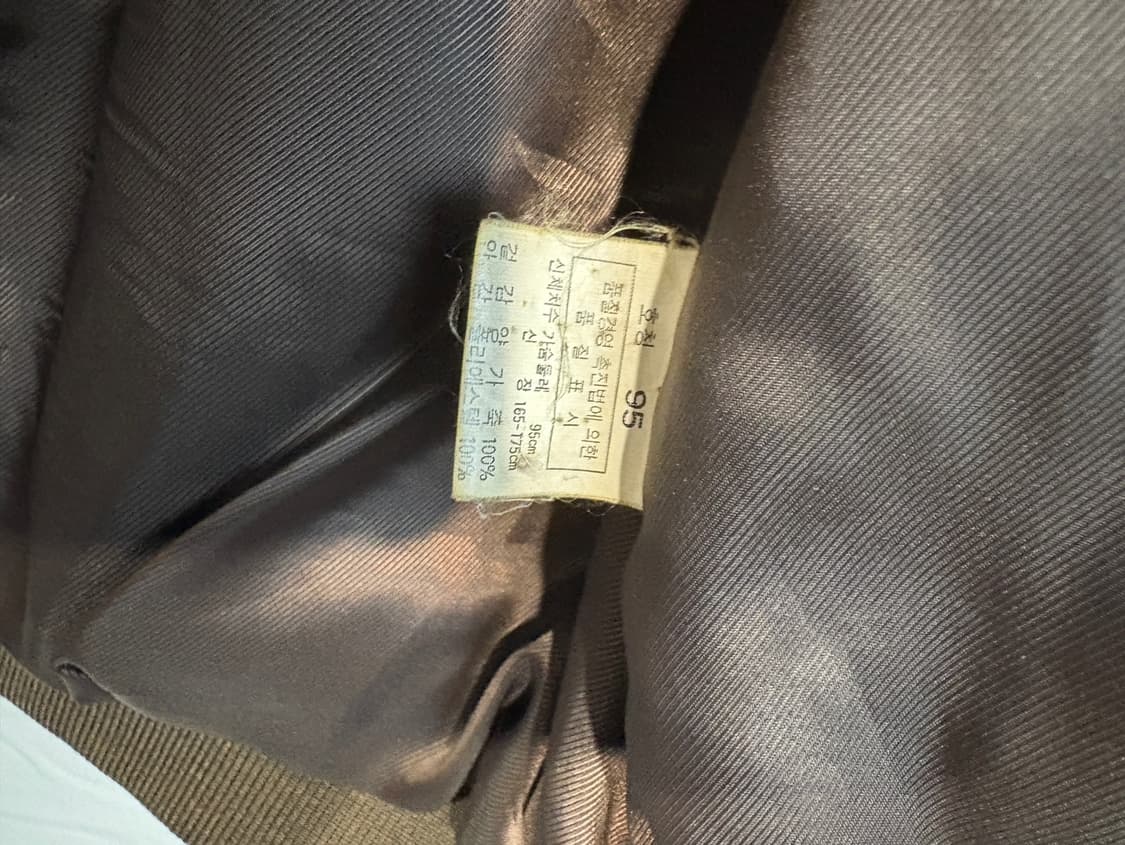 호칭 95
품질경영 촉진법에 의한
품 질 표 시
신체치수 가슴둘레 95cm
신 장 165-175cm
겉 감 양 가 죽 100%
안 감 폴리에스텔 100%